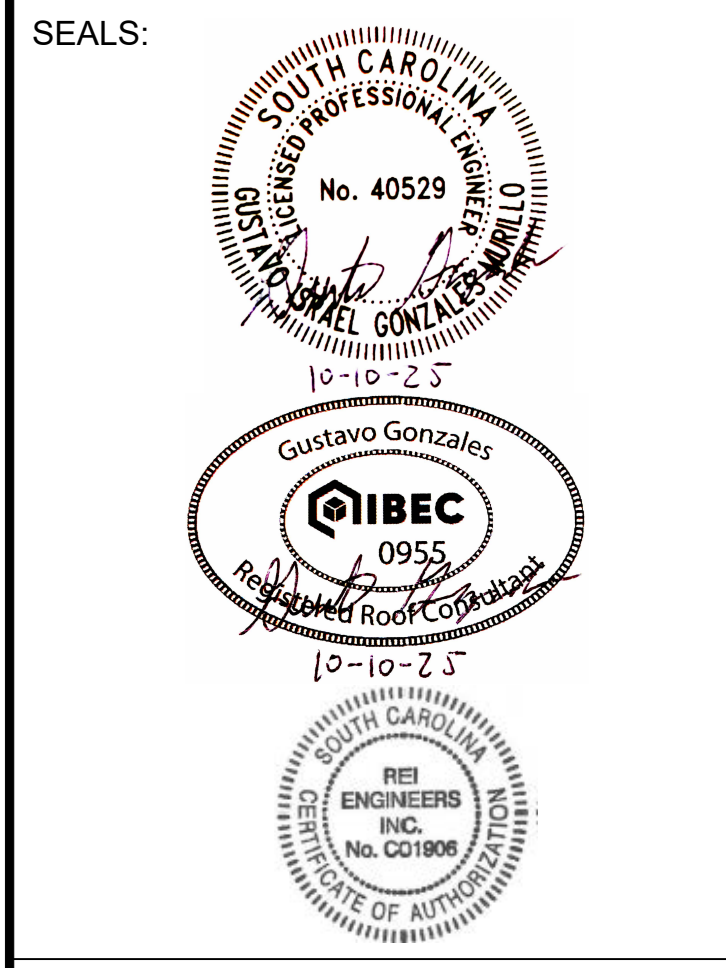 SEALS:
SOUTH CAROLINA
LICENSED PROFESSIONAL ENGINEER
No. 40529
GUSTAVO ISRAEL GONZALES MURILLO
10-10-25
Gustavo Gonzales
IIBEC
0955
Registered Roof Consultant
10-10-25
SOUTH CAROLINA
REI
ENGINEERS
INC.
No. C01906
CERTIFICATE OF AUTHORIZATION